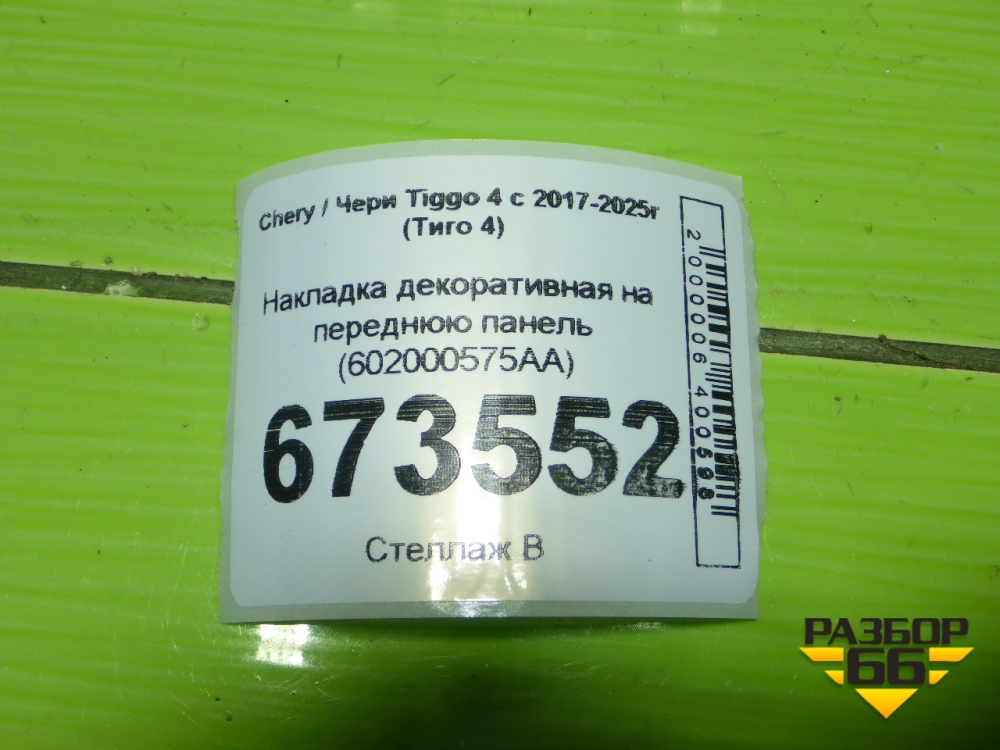 Chery / Чери Tiggo 4 с 2017-2025г
(Тиго 4)
Накладка декоративная на
переднюю панель
(602000575AA)
673552
Стеллаж В
2000006400598
РАЗБОР
66